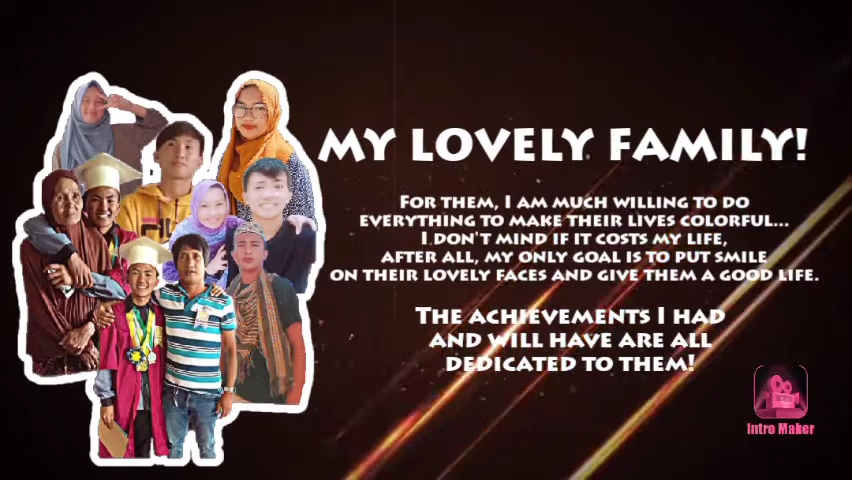 MY LOVELY FAMILY!
FOR THEM, I AM MUCH WILLING TO DO
EVERYTHING TO MAKE THEIR LIVES COLORFUL...
I DON'T MIND IF IT COSTS MY LIFE,
AFTER ALL, MY ONLY GOAL IS TO PUT SMILE
ON THEIR LOVELY FACES AND GIVE THEM A GOOD LIFE.
THE ACHIEVEMENTS I HAD
AND WILL HAVE ARE ALL
DEDICATED TO THEM!
Intro Maker